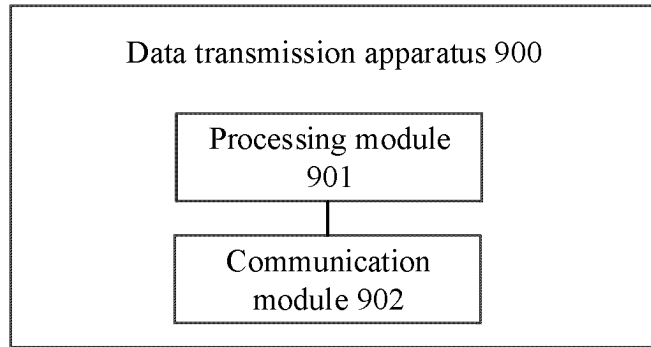 Data transmission apparatus 900
Processing module
901
Communication
module 902